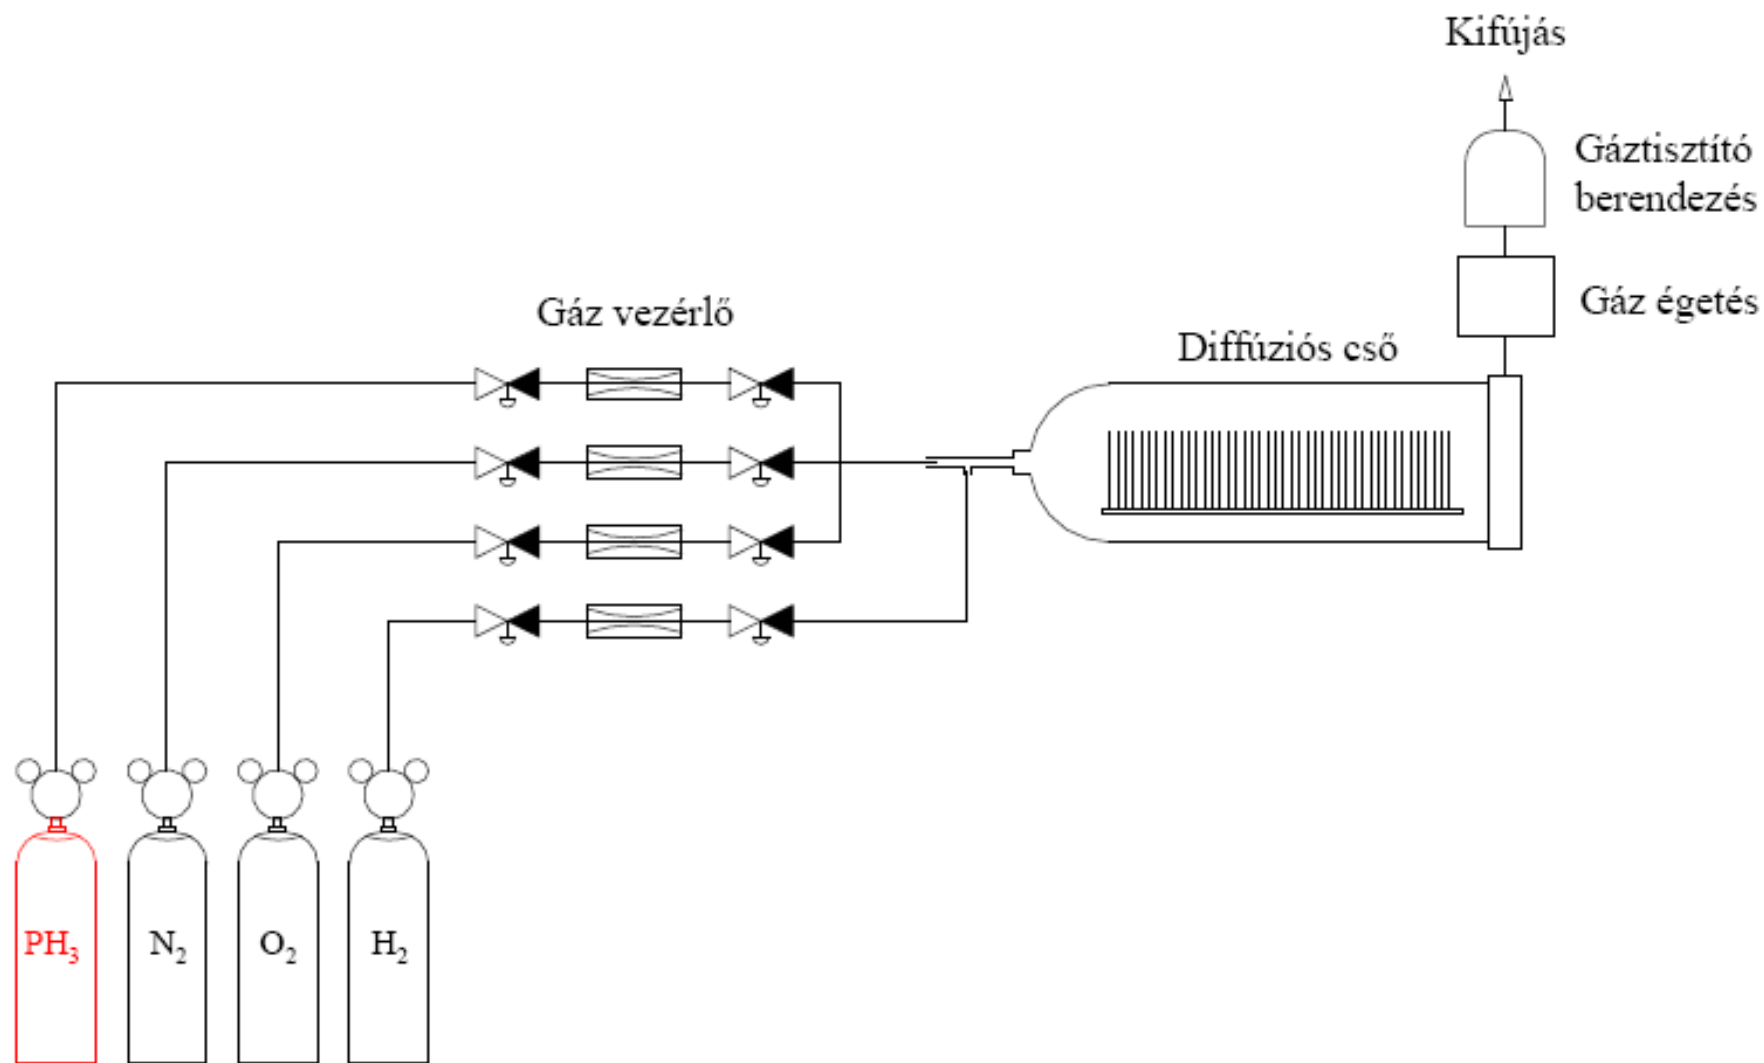 Kifújás
Gáztisztító
berendezés
Gáz égetés
Gáz vezérlő
Diffúziós cső
PH₃
N₂
O₂
H₂